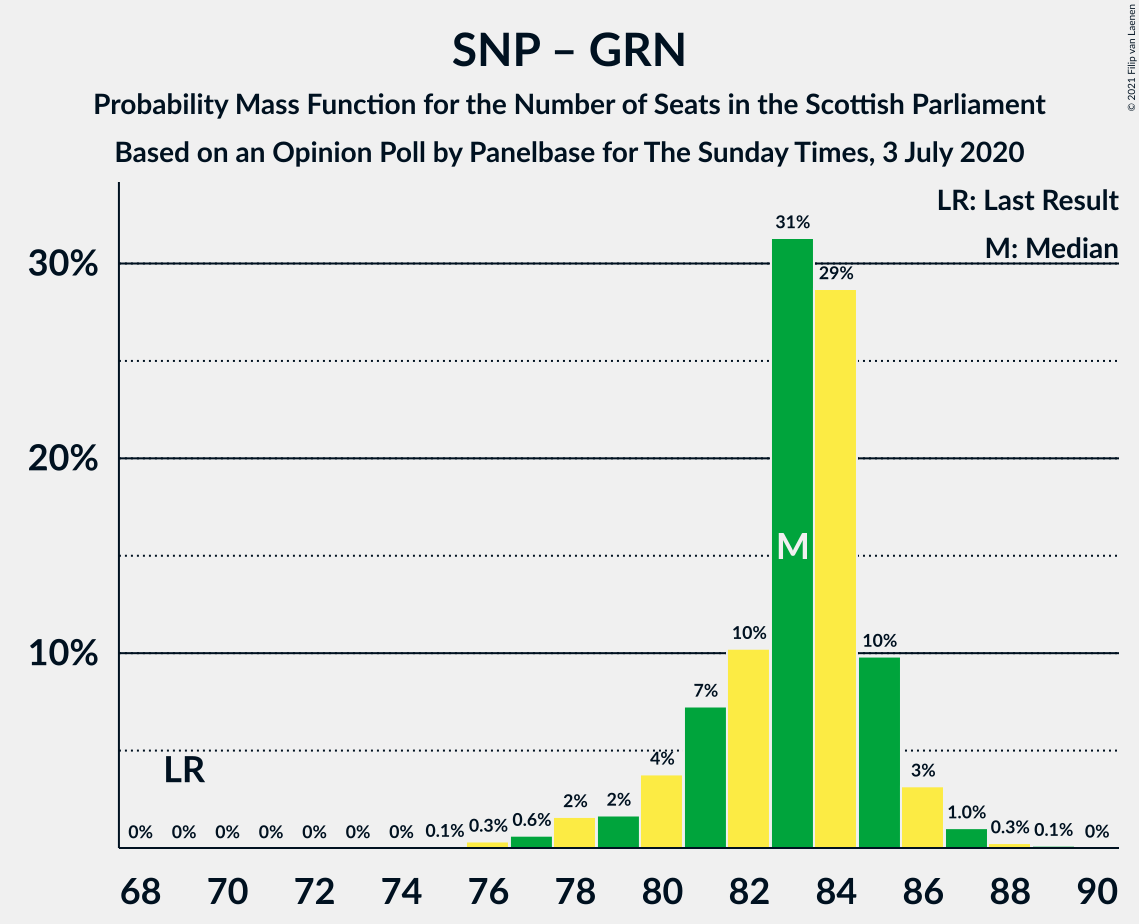 SNP – GRN
Probability Mass Function for the Number of Seats in the Scottish Parliament
Based on an Opinion Poll by Panelbase for The Sunday Times, 3 July 2020
© 2021 Filip van Laenen
LR: Last Result
M: Median
30%
20%
10%
31%
29%
M
10%
10%
7%
LR
4%
3%
0% 0% 0% 0% 0% 0% 0% 0.1% 0.3% 0.6% 2% 2% 1.0% 0.3% 0.1% 0%
68 70 72 74 76 78 80 82 84 86 88 90